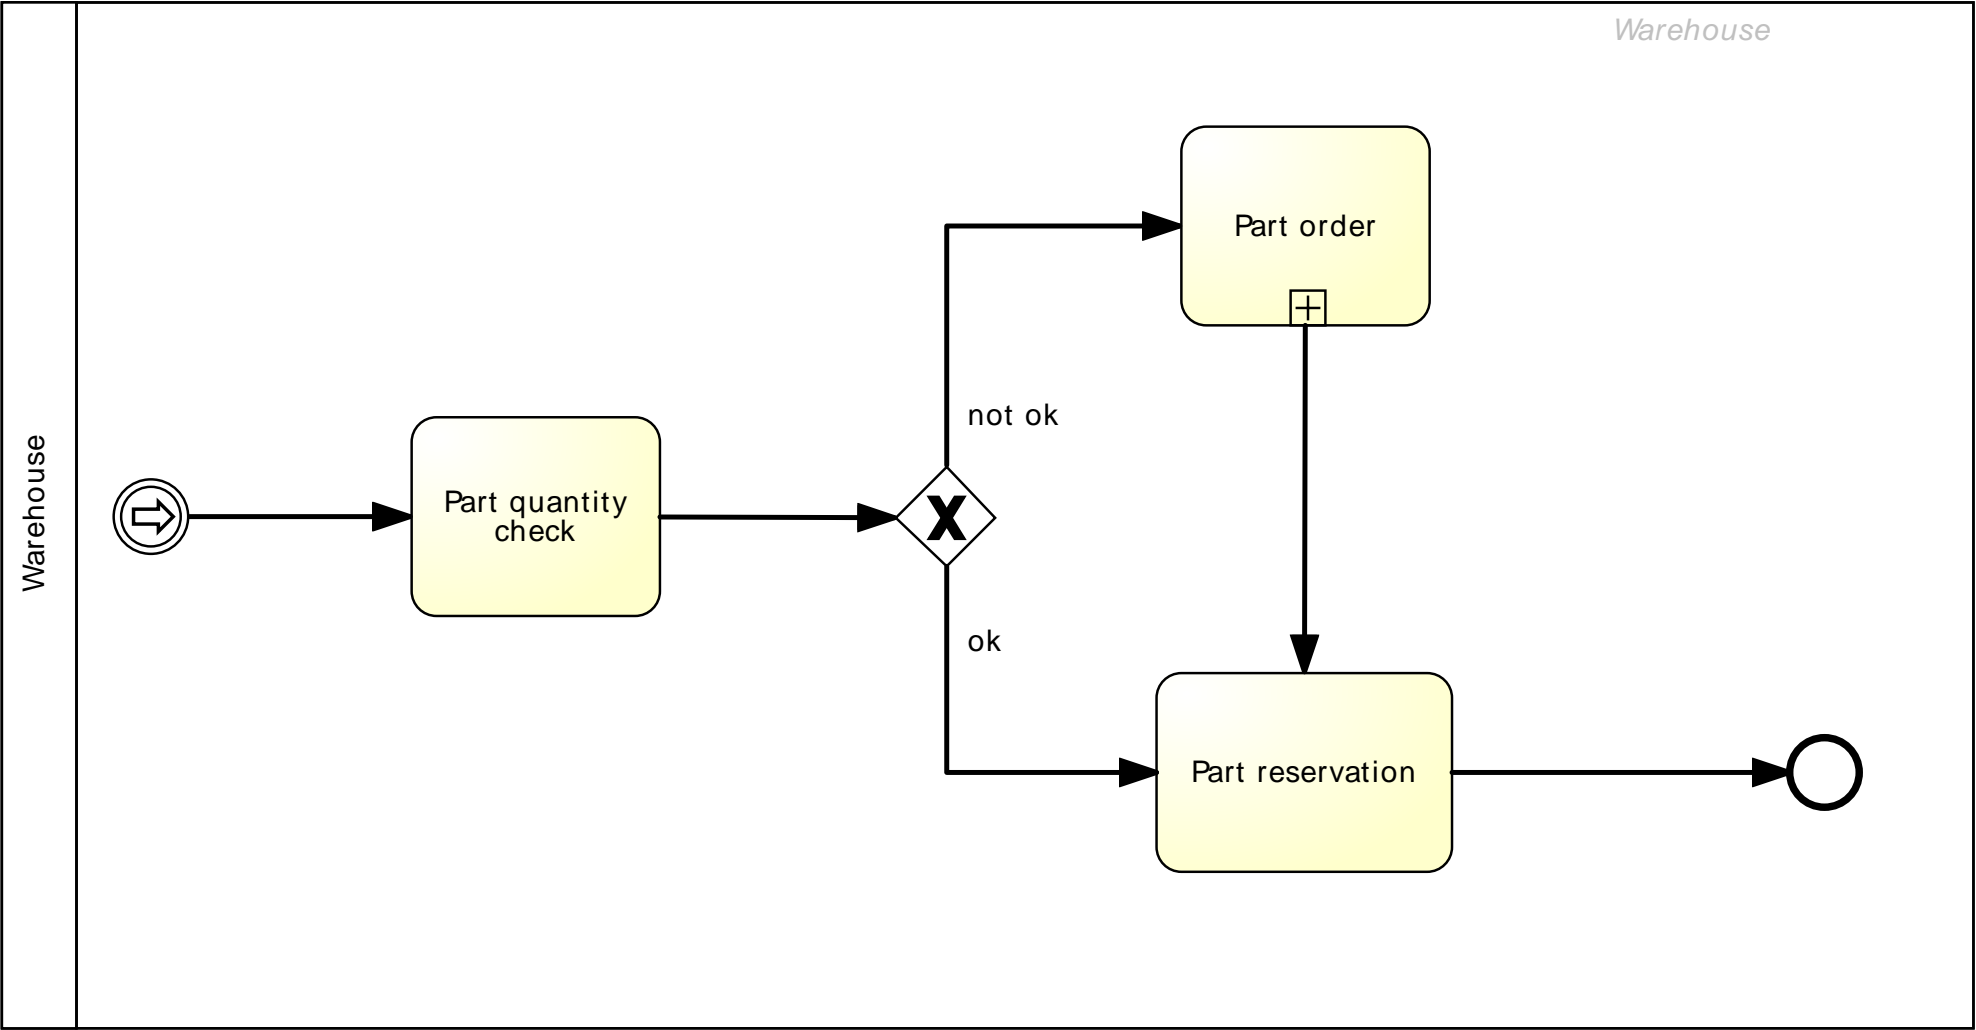 Warehouse
Warehouse
Part order
not ok
Part quantity
check
ok
Part reservation